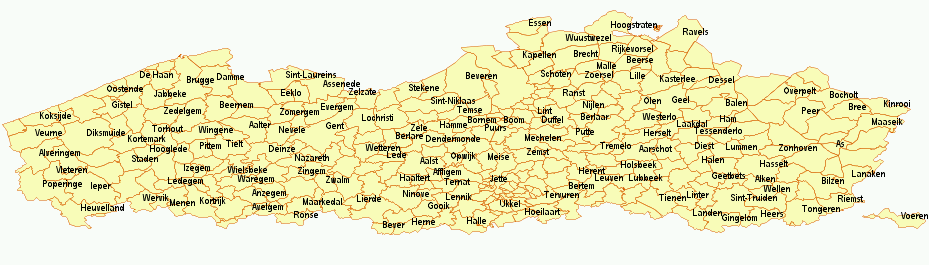 Essen
Hoogstraten
Ravels
Wuustwezel
Rijkevorsel
Kapellen
Brecht
Beerse
Malle
De Haan
Brugge
Damme
Sint-Laureins
Beveren
Schoten
Zoersel
Lille
Kasterlee
Dessel
Oostende
Jabbeke
Eeklo
Assenede
Zelzate
Stekene
Ranst
Overpelt
Bocholt
Gistel
Zedelgem
Beernem
Zomergem
Evergem
Sint-Niklaas
Temse
Lint
Nijlen
Olen
Geel
Balen
Peer
Bree
Kinrooi
Koksijde
Lochristi
Bornem
Boom
Duffel
Berlaar
Westerlo
Ham
Maaseik
Veurne
Diksmuide
Torhout
Wingene
Aalter
Nevele
Gent
Zele
Hamme
Puurs
Putte
Herselt
Laakdal
Tessenderlo
Kortemark
Berlare
Dendermonde
Mechelen
Alveringem
Hooglede
Pittem
Tielt
Deinze
Wetteren
Lede
Opwijk
Meise
Zemst
Tremelo
Aarschot
Diest
Lummen
Zonhoven
As
Staden
Nazareth
Aalst
Holsbeek
Halen
Hasselt
Vleteren
Izegem
Wielsbeke
Zingem
Affligem
Herent
Lanaken
Poperinge
Ieper
Ledegem
Waregem
Zwalm
Haaltert
Ternat
Jette
Bertem
Leuven
Lubbeek
Geetbets
Alken
Bilzen
Wervik
Menen
Kortrijk
Anzegem
Maarkedal
Lierde
Ninove
Lennik
Tervuren
Tienen
Linter
Sint-Truiden
Wellen
Riemst
Heuvelland
Avelgem
Ronse
Gooik
Ukkel
Hoeilaart
Landen
Gingelom
Heers
Tongeren
Voeren
Bever
Herne
Halle